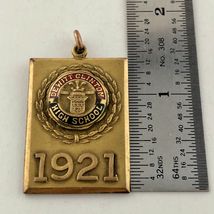 DEWITT CLINTON
HIGH SCHOOL
1921
1
2
No. 308
32NDS
64THS